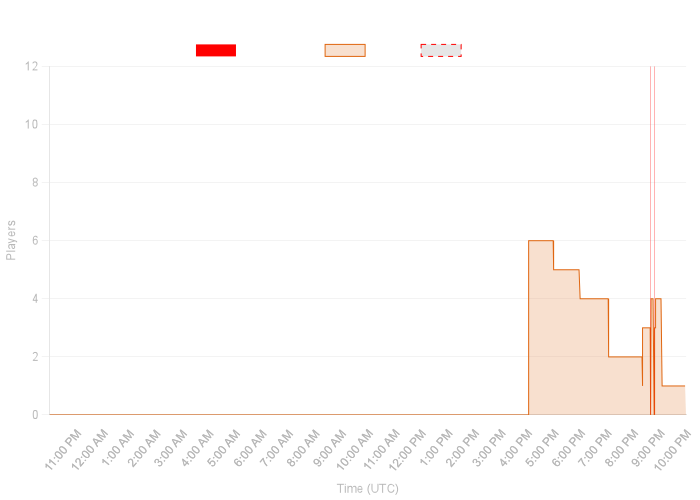 12
10
8
6
4
2
0
Players
11:00 PM
12:00 AM
1:00 AM
2:00 AM
3:00 AM
4:00 AM
5:00 AM
6:00 AM
7:00 AM
8:00 AM
9:00 AM
10:00 AM
11:00 AM
12:00 PM
1:00 PM
2:00 PM
3:00 PM
4:00 PM
5:00 PM
6:00 PM
7:00 PM
8:00 PM
9:00 PM
10:00 PM
Time (UTC)